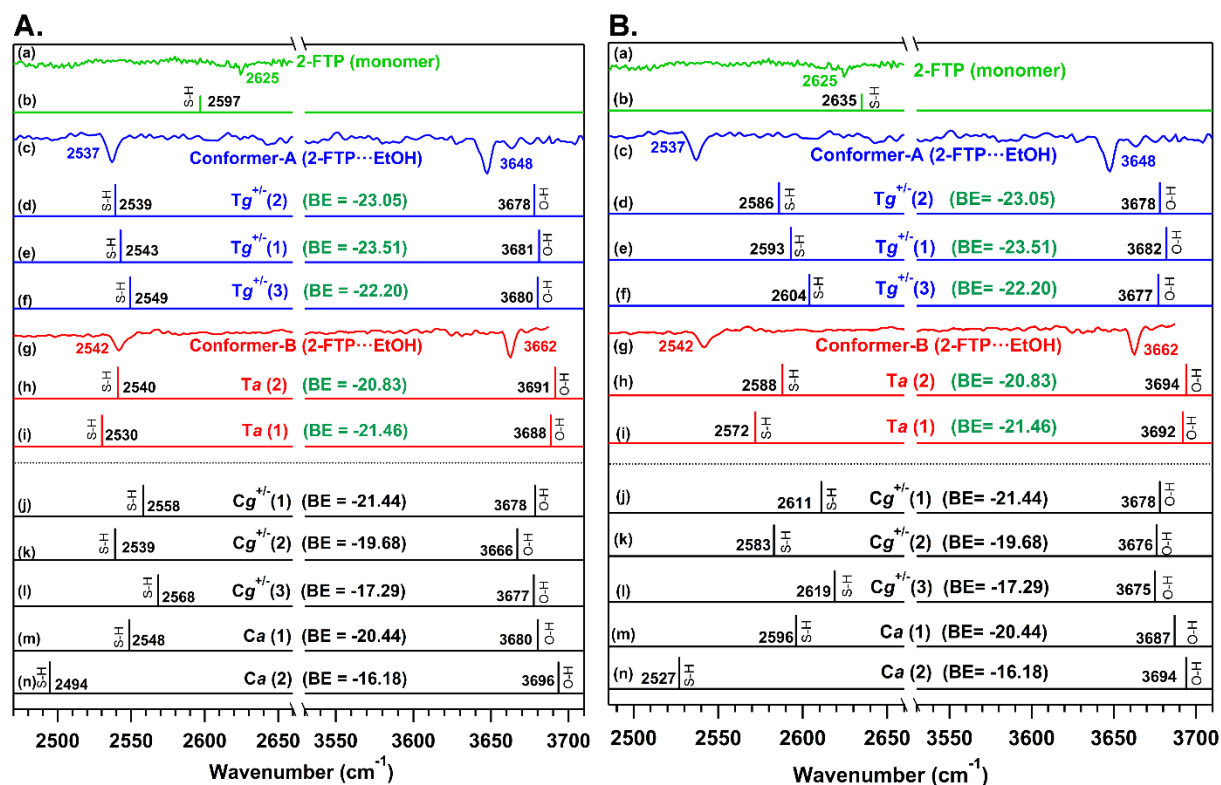 A.
(a)
2-FTP (monomer)
2625
(b)
S-H
2597
(c)
2537
Conformer-A (2-FTP···EtOH)
3648
(d)
S-H
2539
Tg+/-(2)
(BE = -23.05)
3678
O-H
(e)
S-H
2543
Tg+/-(1)
(BE = -23.51)
3681
O-H
(f)
S-H
2549
Tg+/-(3)
(BE = -22.20)
3680
O-H
(g)
2542
Conformer-B (2-FTP···EtOH)
3662
(h)
S-H
2540
Ta (2)
(BE = -20.83)
3691
O-H
(i)
S-H
2530
Ta (1)
(BE = -21.46)
3688
O-H
(j)
S-H
2558
Cg+/-(1)
(BE = -21.44)
3678
O-H
(k)
S-H
2539
Cg+/-(2)
(BE = -19.68)
3666
O-H
(l)
S-H
2568
Cg+/-(3)
(BE = -17.29)
3677
O-H
(m)
S-H
2548
Ca (1)
(BE = -20.44)
3680
O-H
(n)
S-H
2494
Ca (2)
(BE = -16.18)
3696
O-H
2500 2550 2600 2650 3550 3600 3650 3700
Wavenumber (cm-1)
B.
(a)
2-FTP (monomer)
2625
(b)
2635
S-H
(c)
2537
Conformer-A (2-FTP···EtOH)
3648
(d)
2586
S-H
Tg+/-(2)
(BE= -23.05)
3678
O-H
(e)
2593
S-H
Tg+/-(1)
(BE= -23.51)
3682
O-H
(f)
2604
S-H
Tg+/-(3)
(BE= -22.20)
3677
O-H
(g)
2542
Conformer-B (2-FTP···EtOH)
3662
(h)
2588
S-H
Ta (2)
(BE= -20.83)
3694
O-H
(i)
2572
S-H
Ta (1)
(BE= -21.46)
3692
O-H
(j)
2611
S-H
Cg+/-(1)
(BE= -21.44)
3678
O-H
(k)
2583
S-H
Cg+/-(2)
(BE= -19.68)
3676
O-H
(l)
2619
S-H
Cg+/-(3)
(BE= -17.29)
3675
O-H
(m)
2596
S-H
Ca (1)
(BE= -20.44)
3687
O-H
(n)
2527
S-H
Ca (2)
(BE= -16.18)
3694
O-H
2500 2550 2600 2650 3550 3600 3650 3700
Wavenumber (cm-1)